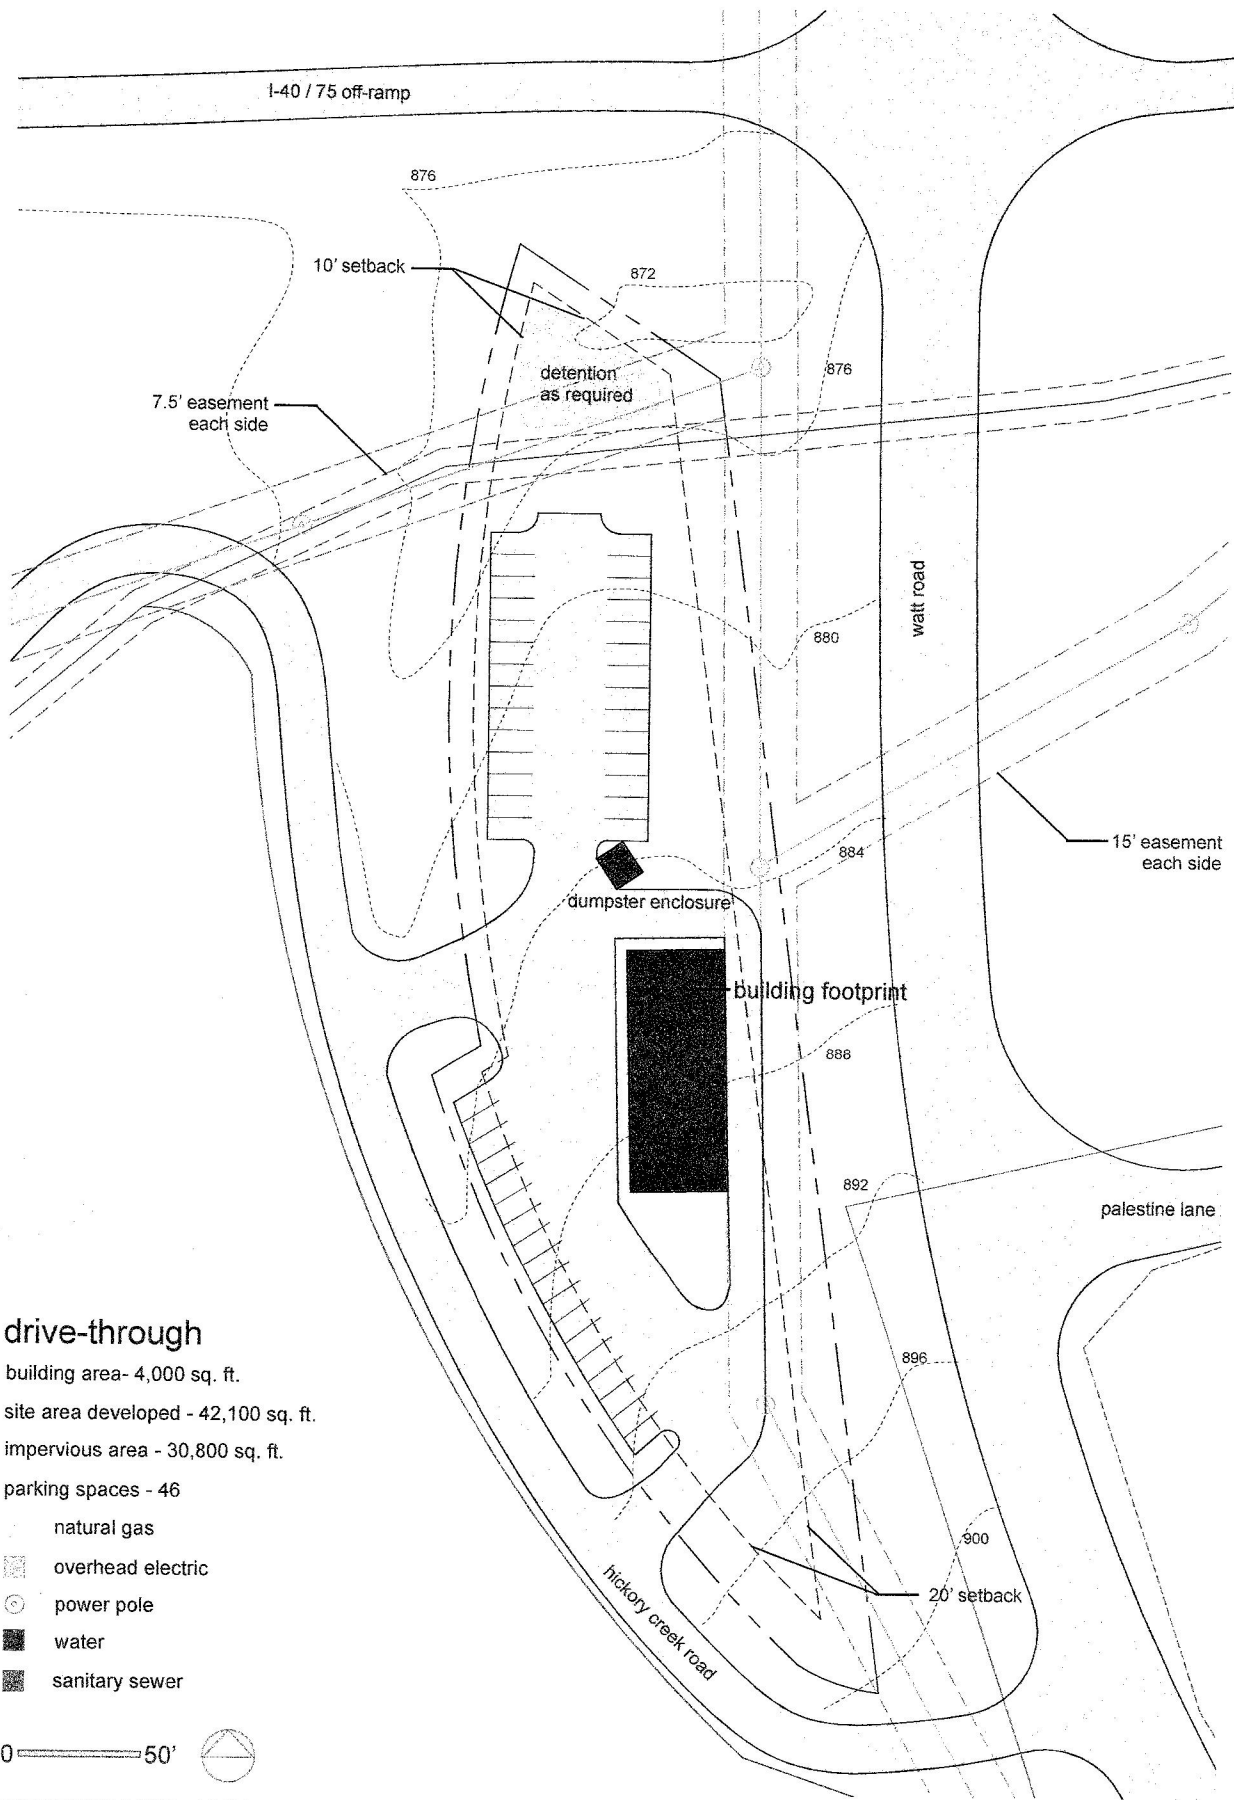 I-40 / 75 off-ramp
876
10' setback
872
detention
as required
876
7.5' easement
each side
watt road
880
884
15' easement
each side
dumpster enclosure
building footprint
888
892
palestine lane
896
900
20' setback
hickory creek road
drive-through
building area- 4,000 sq. ft.
site area developed - 42,100 sq. ft.
impervious area - 30,800 sq. ft.
parking spaces - 46
natural gas
overhead electric
power pole
water
sanitary sewer
0
50'